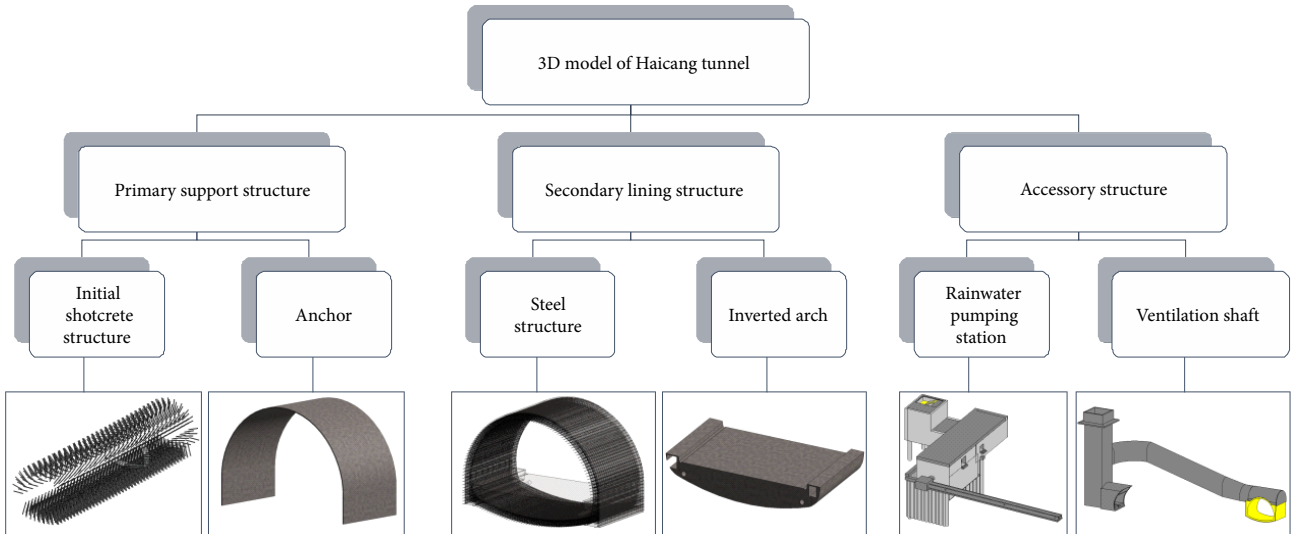 3D model of Haicang tunnel
Primary support structure
Secondary lining structure
Accessory structure
Initial
shotcrete
structure
Anchor
Steel
structure
Inverted arch
Rainwater
pumping
station
Ventilation shaft